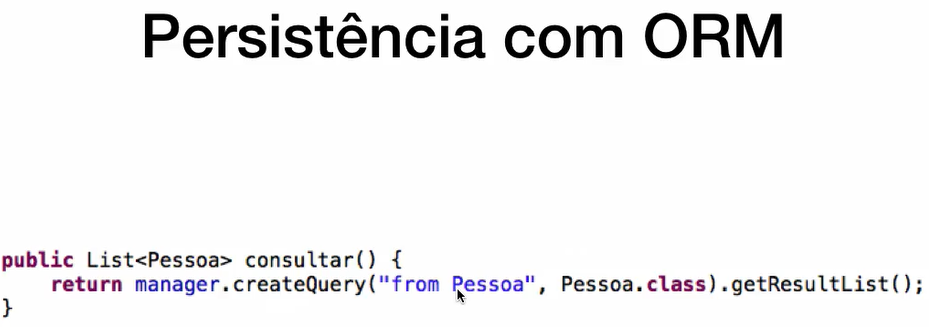 Persistência com ORM
public List<Pessoa> consultar() {
return manager.createQuery("from Pessoa", Pessoa.class).getResultList();
}